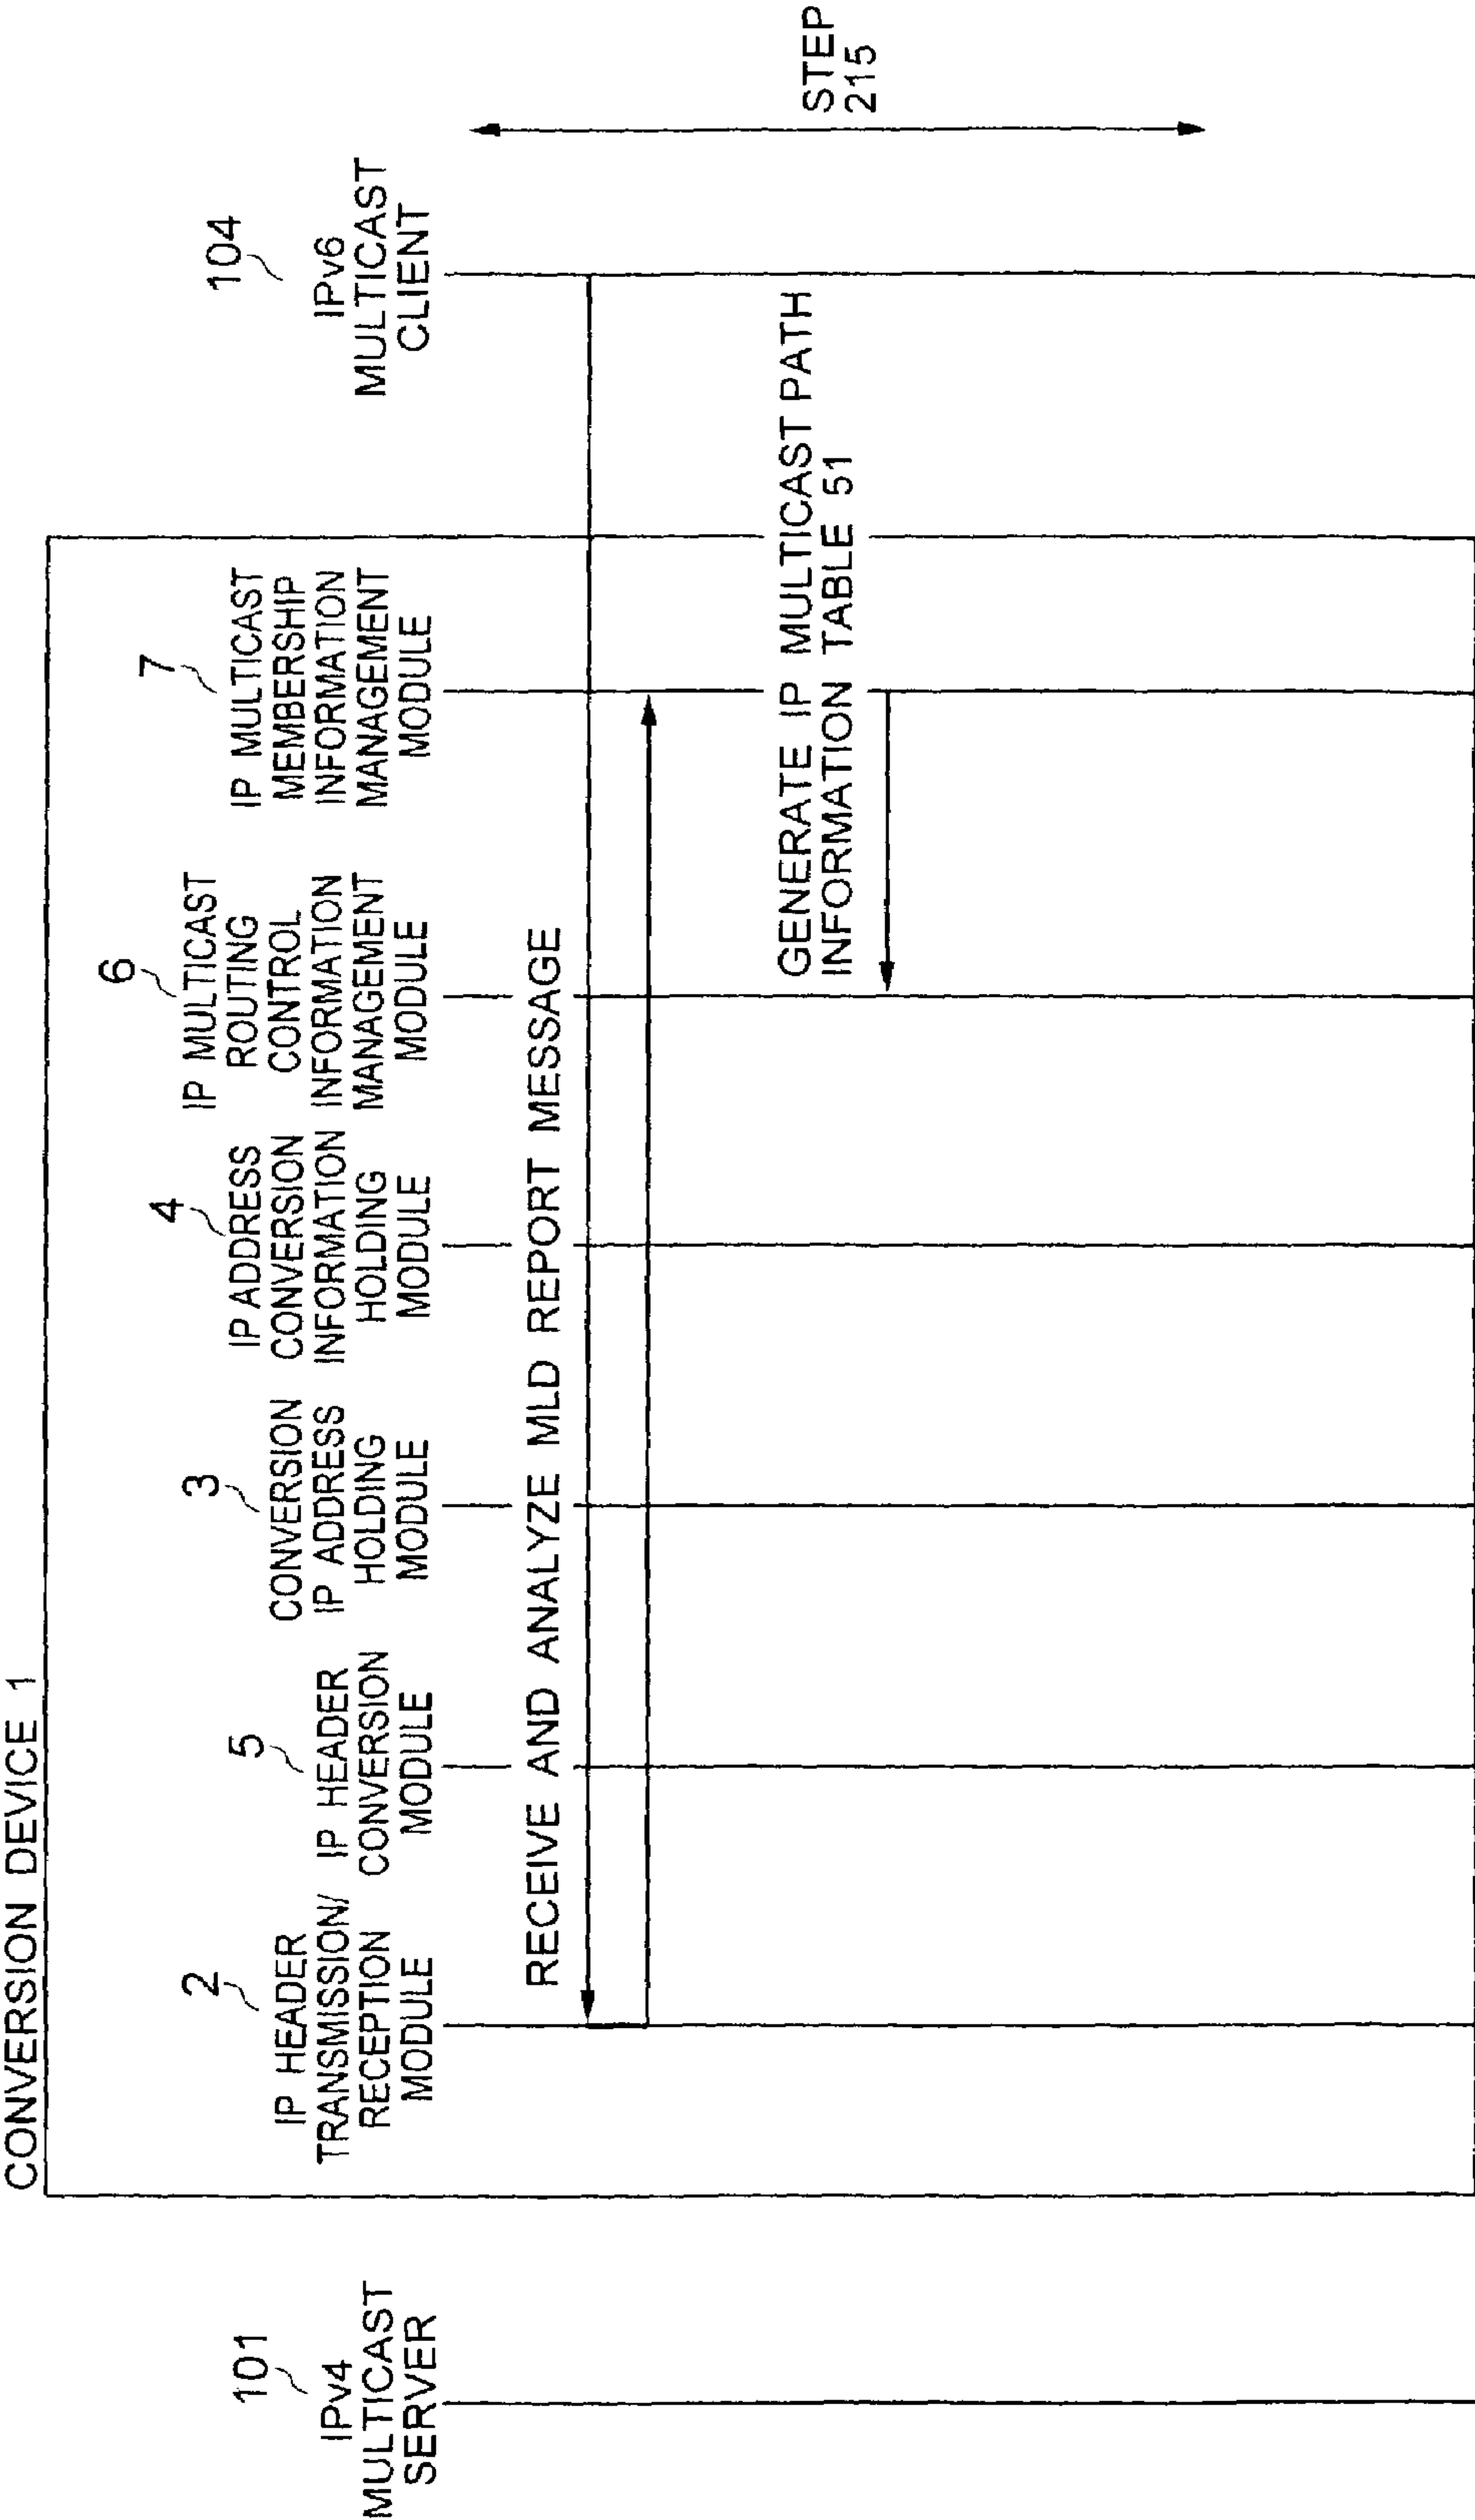 CONVERSION DEVICE 1
101
IPv4
MULTICAST
SERVER
2
IP HEADER
TRANSMISSION/
RECEPTION
MODULE
5
IP HEADER
CONVERSION
MODULE
3
CONVERSION
IP ADDRESS
HOLDING
MODULE
4
IP ADDRESS
CONVERSION
INFORMATION
HOLDING
MODULE
6
IP MULTICAST
ROUTING
CONTROL
INFORMATION
MANAGEMENT
MODULE
7
IP MULTICAST
MEMBERSHIP
INFORMATION
MANAGEMENT
MODULE
104
IPv6
MULTICAST
CLIENT
RECEIVE AND ANALYZE MLD REPORT MESSAGE
GENERATE IP MULTICAST PATH
INFORMATION TABLE 51
STEP
215